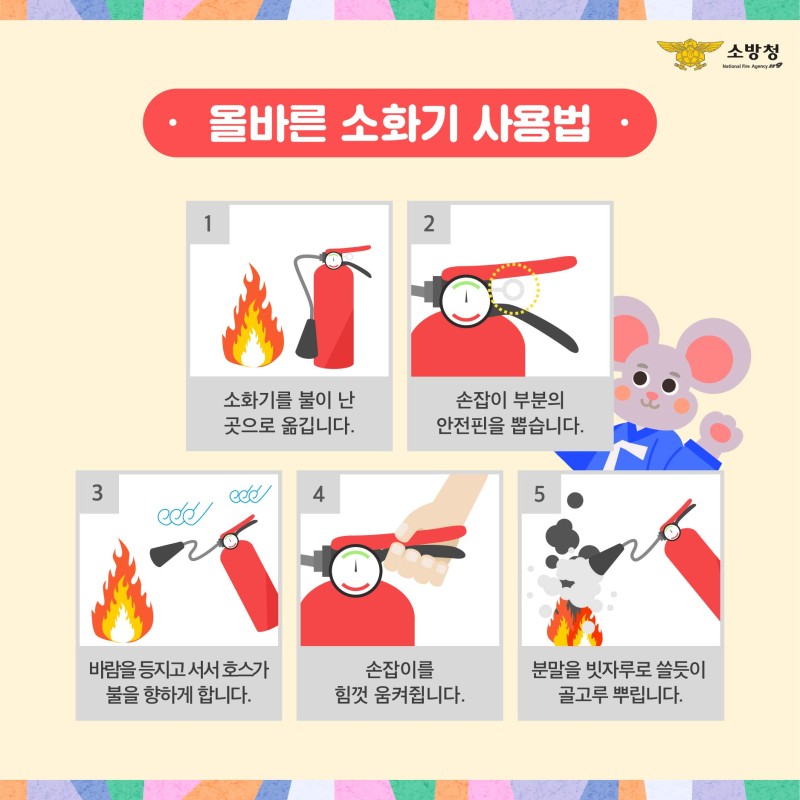 소방청
National Fire Agency 119
· 올바른 소화기 사용법 ·
1
소화기를 불이 난
곳으로 옮깁니다.
2
손잡이 부분의
안전핀을 뽑습니다.
3
바람을 등지고 서서 호스가
불을 향하게 합니다.
4
손잡이를
힘껏 움켜쥡니다.
5
분말을 빗자루로 쓸듯이
골고루 뿌립니다.